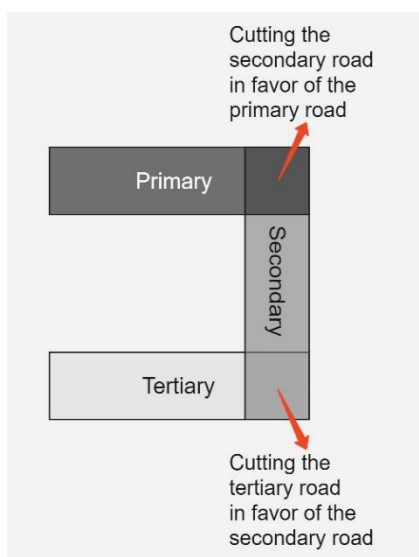 Cutting the
secondary road
in favor of the
primary road
Primary
Secondary
Tertiary
Cutting the
tertiary road
in favor of the
secondary road